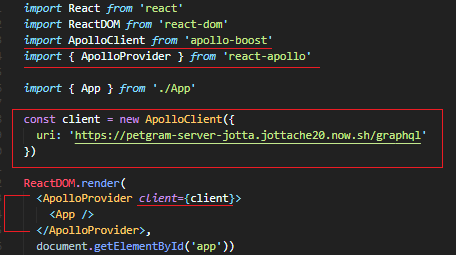 import React from 'react'
import ReactDOM from 'react-dom'
import ApolloClient from 'apollo-boost'
import { ApolloProvider } from 'react-apollo'
import { App } from './App'
const client = new ApolloClient({
uri: 'https://petgram-server-jotta.jottache20.now.sh/graphql'
})
ReactDOM.render(
<ApolloProvider client={client}>
<App />
</ApolloProvider>,
document.getElementById('app'))